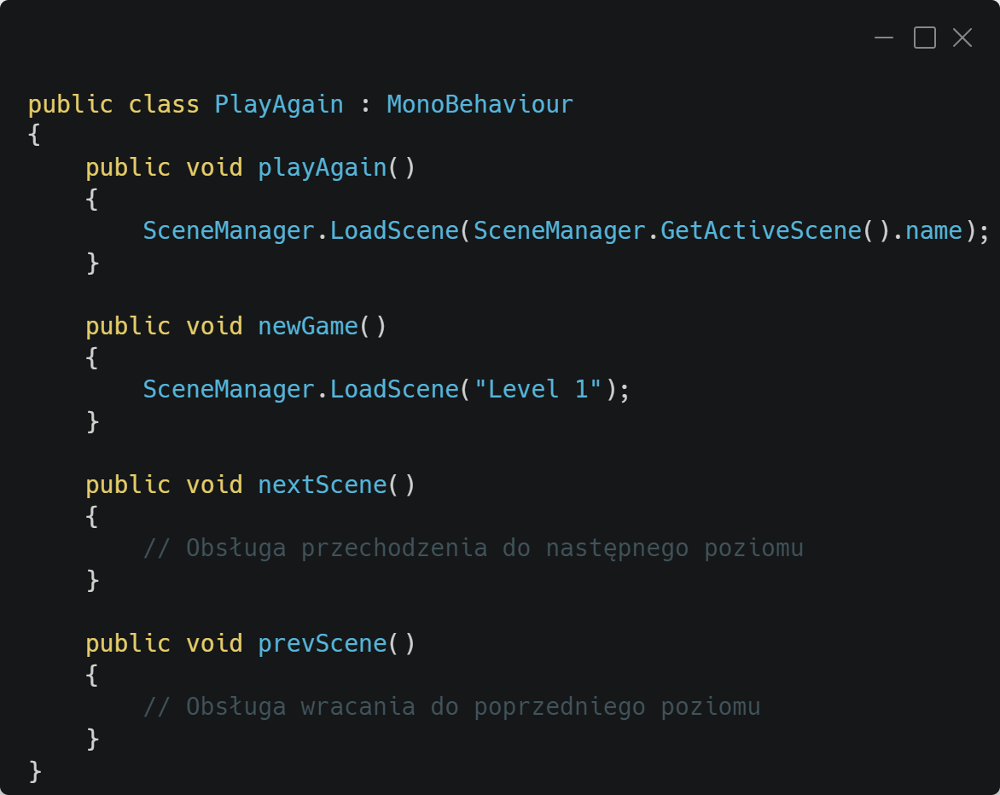 public class PlayAgain : MonoBehaviour
{
    public void playAgain()
    {
        SceneManager.LoadScene(SceneManager.GetActiveScene().name);
    }

    public void newGame()
    {
        SceneManager.LoadScene("Level 1");
    }

    public void nextScene()
    {
        // Obsługa przechodzenia do następnego poziomu
    }

    public void prevScene()
    {
        // Obsługa wracania do poprzedniego poziomu
    }
}